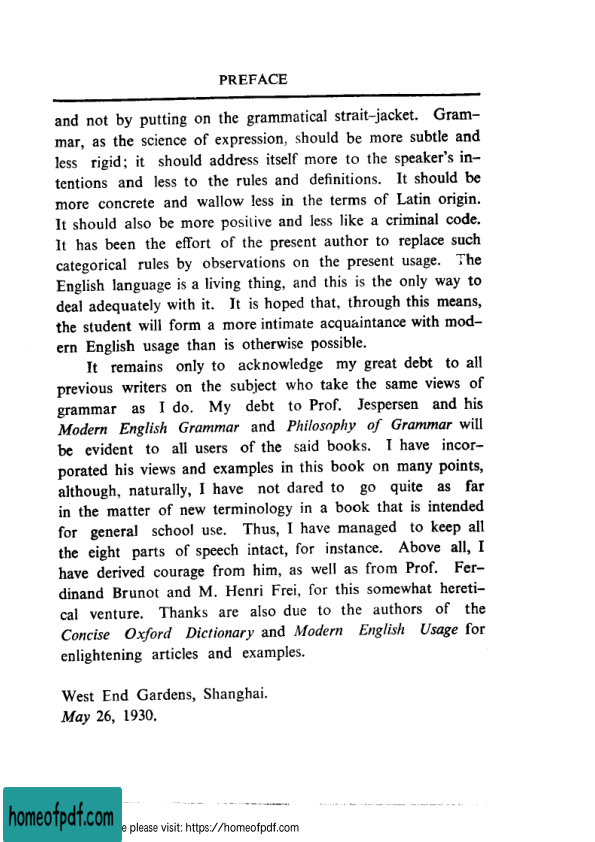 PREFACE
and not by putting on the grammatical strait-jacket. Gram-
mar, as the science of expression, should be more subtle and
less rigid; it should address itself more to the speaker's in-
tentions and less to the rules and definitions. It should be
more concrete and wallow less in the terms of Latin origin.
It should also be more positive and less like a criminal code.
It has been the effort of the present author to replace such
categorical rules by observations on the present usage. The
English language is a living thing, and this is the only way to
deal adequately with it. It is hoped that, through this means,
the student will form a more intimate acquaintance with mod-
ern English usage than is otherwise possible.
It remains only to acknowledge my great debt to all
previous writers on the subject who take the same views of
grammar as I do. My debt to Prof. Jespersen and his
Modern English Grammar and Philosophy of Grammar will
be evident to all users of the said books. I have incor-
porated his views and examples in this book on many points,
although, naturally, I have not dared to go quite as far
in the matter of new terminology in a book that is intended
for general school use. Thus, I have managed to keep all
the eight parts of speech intact, for instance. Above all, I
have derived courage from him, as well as from Prof. Fer-
dinand Brunot and M. Henri Frei, for this somewhat hereti-
cal venture. Thanks are also due to the authors of the
Concise Oxford Dictionary and Modern English Usage for
enlightening articles and examples.
West End Gardens, Shanghai.
May 26, 1930.
homeofpdf.com
e please visit: https://homeofpdf.com